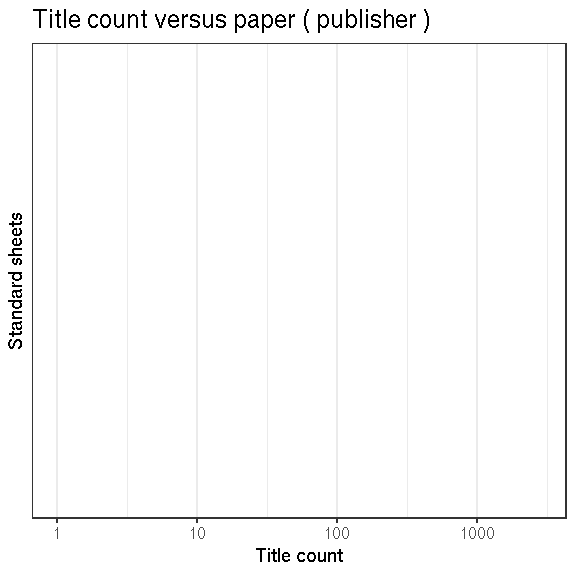 Title count versus paper ( publisher )
Standard sheets
1 10 100 1000
Title count